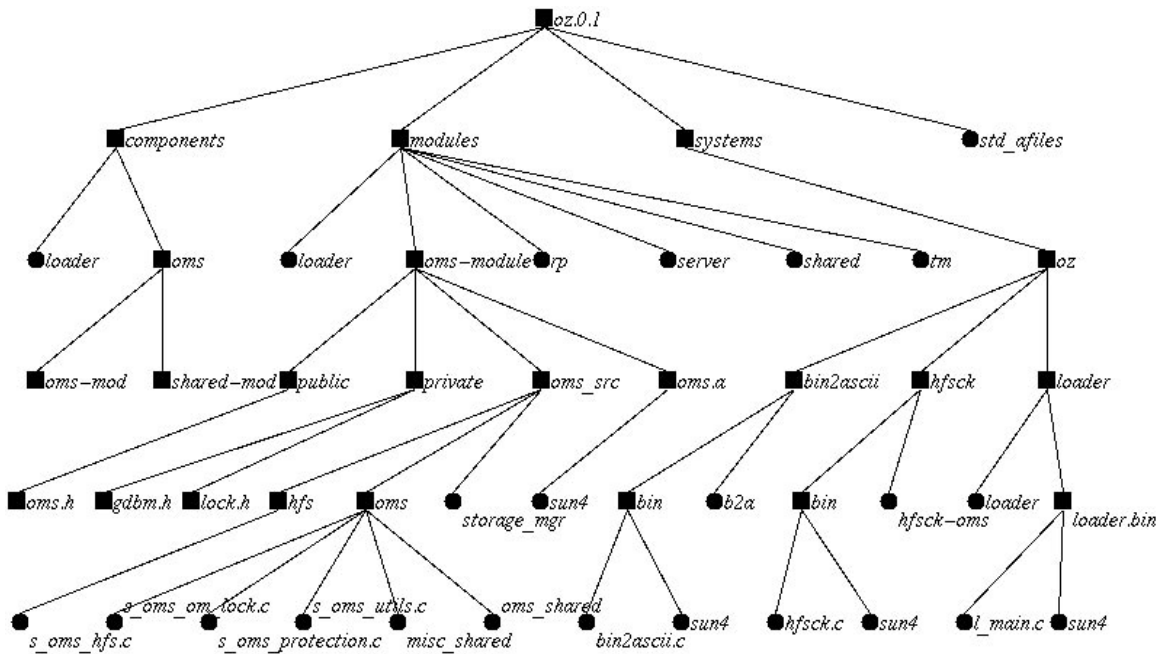 oz.0.1
components
modules
systems
std_afiles
loader
oms
loader
oms-module
rp
server
shared
tm
oz
oms-mod
shared-mod
public
private
oms_src
oms.a
bin2ascii
hfsck
loader
oms.h
gdbm.h
lock.h
hfs
oms
storage_mgr
sun4
bin
b2a
bin
hfsck-oms
loader
loader.bin
s_oms_hfs.c
s_oms_om_lock.c
s_oms_protection.c
s_oms_utils.c
misc_shared
oms_shared
bin2ascii.c
sun4
hfsck.c
sun4
l_main.c
sun4